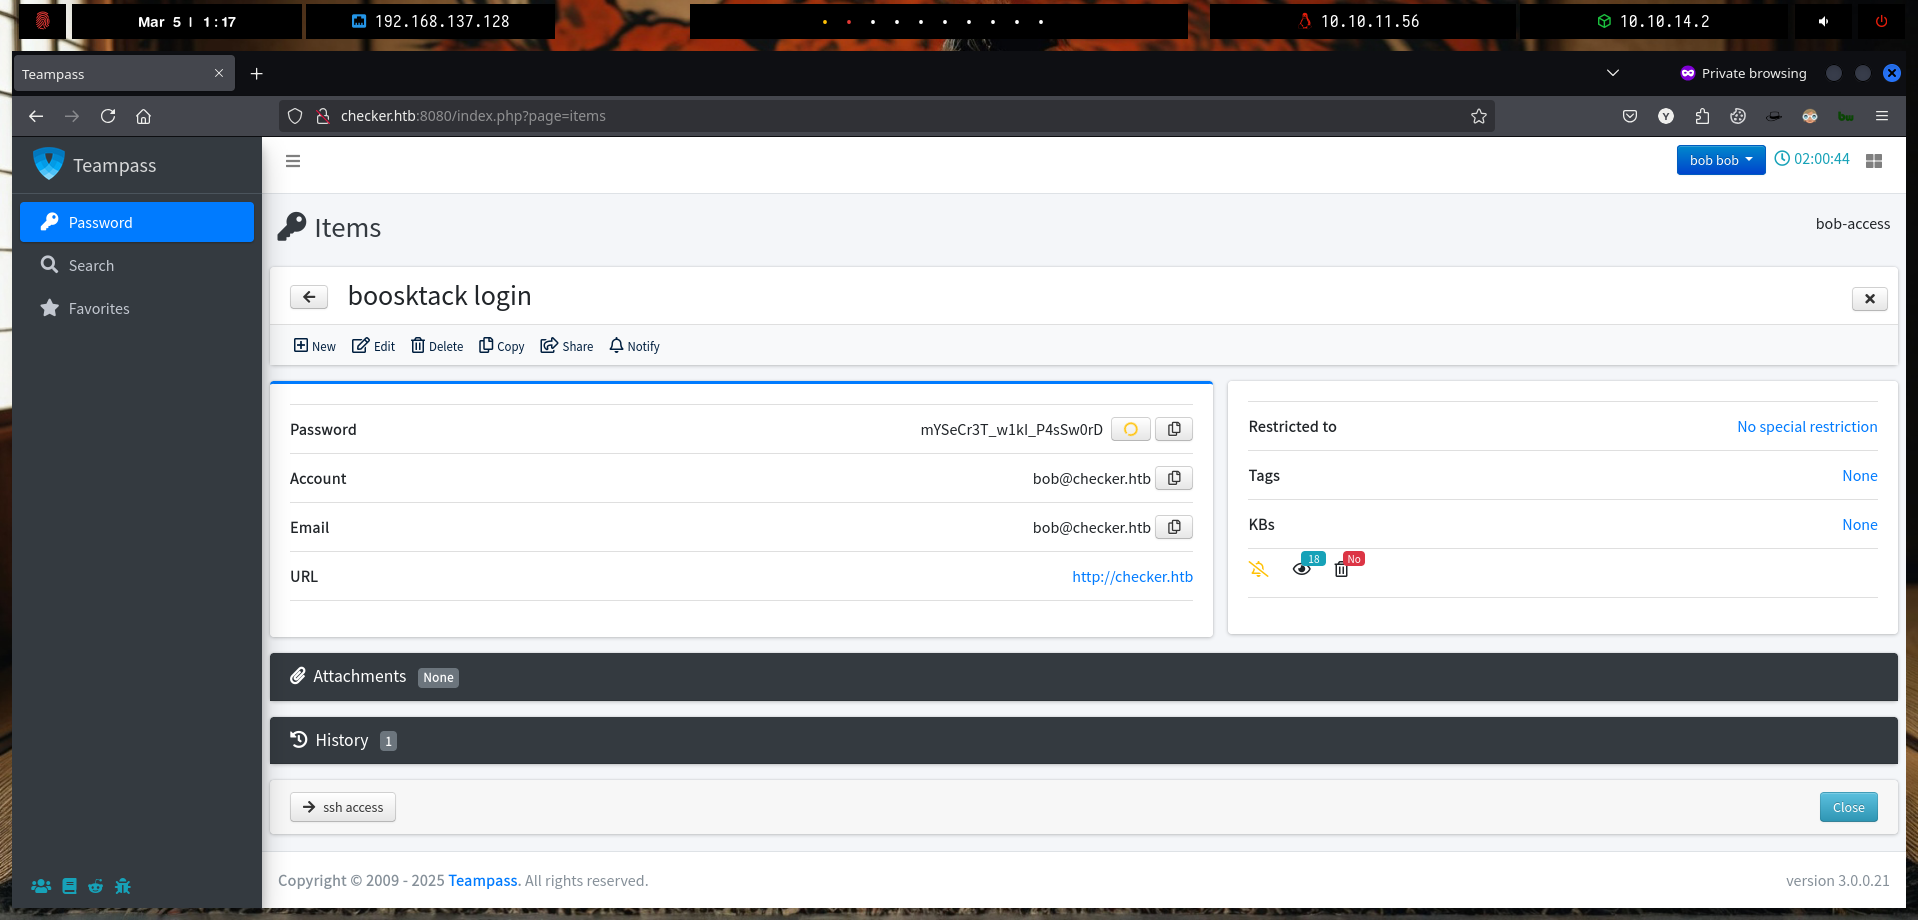 Mar 5 | 1:17
192.168.137.128
10.10.11.56
10.10.14.2
Teampass
Private browsing
checker.htb:8080/index.php?page=items
Y
Teampass
bob bob
02:00:44
Password
Search
Favorites
Items
bob-access
boosktack login
New
Edit
Delete
Copy
Share
Notify
Password
mYSeCr3T_w1kI_P4sSw0rD
Account
bob@checker.htb
Email
bob@checker.htb
URL
http://checker.htb
Restricted to
No special restriction
Tags
None
KBs
None
18
No
Attachments None
History 1
ssh access
Close
Copyright © 2009 - 2025 Teampass. All rights reserved.
version 3.0.0.21